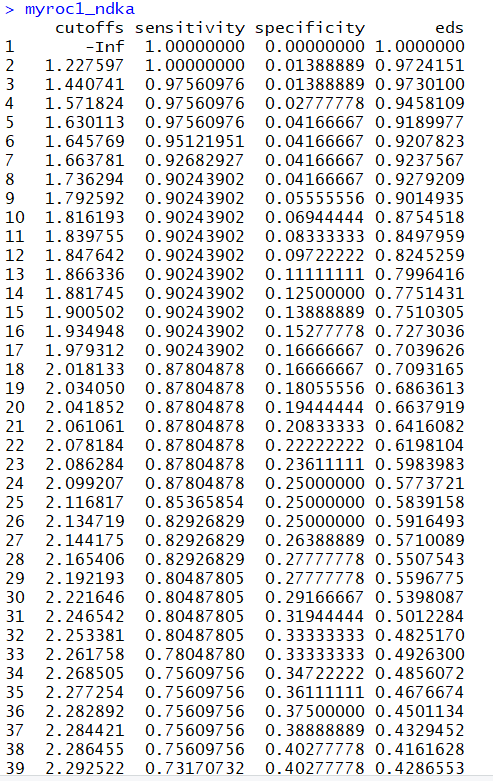 > myroc1_ndka
cutoffs sensitivity specificity eds
1 -Inf 1.00000000 0.00000000 1.0000000
2 1.227597 1.00000000 0.01388889 0.9724151
3 1.440741 0.97560976 0.01388889 0.9730100
4 1.571824 0.97560976 0.02777778 0.9458109
5 1.630113 0.97560976 0.04166667 0.9189977
6 1.645769 0.95121951 0.04166667 0.9207823
7 1.663781 0.92682927 0.04166667 0.9237567
8 1.736294 0.90243902 0.04166667 0.9279209
9 1.792592 0.90243902 0.05555556 0.9014935
10 1.816193 0.90243902 0.06944444 0.8754518
11 1.839755 0.90243902 0.08333333 0.8497959
12 1.847642 0.90243902 0.09722222 0.8245259
13 1.866336 0.90243902 0.11111111 0.7996416
14 1.881745 0.90243902 0.12500000 0.7751431
15 1.900502 0.90243902 0.13888889 0.7510305
16 1.934948 0.90243902 0.15277778 0.7273036
17 1.979312 0.90243902 0.16666667 0.7039626
18 2.018133 0.87804878 0.16666667 0.7093165
19 2.034050 0.87804878 0.18055556 0.6863613
20 2.041852 0.87804878 0.19444444 0.6637919
21 2.061061 0.87804878 0.20833333 0.6416082
22 2.078184 0.87804878 0.22222222 0.6198104
23 2.086284 0.87804878 0.23611111 0.5983983
24 2.099207 0.87804878 0.25000000 0.5773721
25 2.116817 0.85365854 0.25000000 0.5839158
26 2.134719 0.82926829 0.25000000 0.5916493
27 2.144175 0.82926829 0.26388889 0.5710089
28 2.165406 0.82926829 0.27777778 0.5507543
29 2.192193 0.80487805 0.27777778 0.5596775
30 2.221646 0.80487805 0.29166667 0.5398087
31 2.246542 0.80487805 0.31944444 0.5012284
32 2.253381 0.80487805 0.33333333 0.4825170
33 2.261758 0.78048780 0.33333333 0.4926300
34 2.268505 0.75609756 0.34722222 0.4856072
35 2.277254 0.75609756 0.36111111 0.4676674
36 2.282892 0.75609756 0.37500000 0.4501134
37 2.284421 0.75609756 0.38888889 0.4329452
38 2.286455 0.75609756 0.40277778 0.4161628
39 2.292522 0.73170732 0.40277778 0.4286553